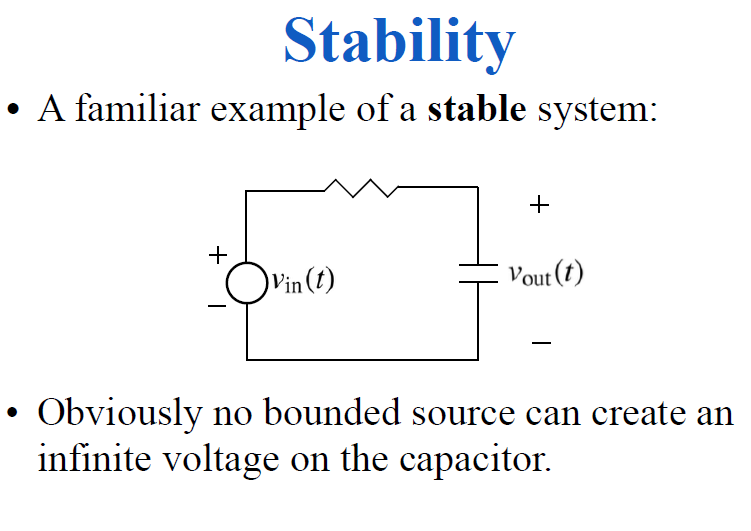 Stability
• A familiar example of a stable system:
+
+
vin(t)
vout(t)
−
−
• Obviously no bounded source can create an
infinite voltage on the capacitor.